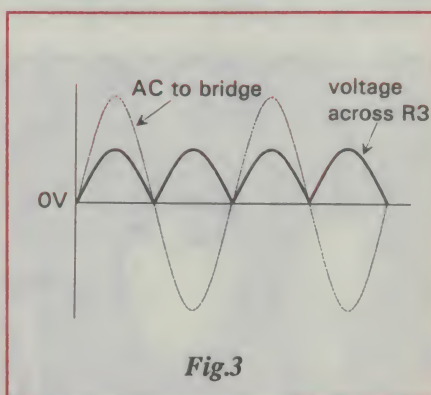 AC to bridge
voltage
across R3
0V
Fig.3